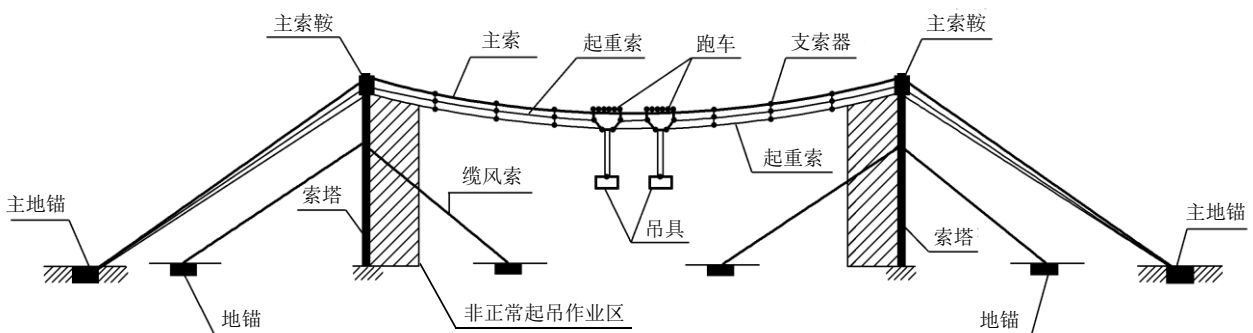 主索鞍
主索
起重索
跑车
支索器
主索鞍
起重索
缆风索
主地锚
索塔
吊具
索塔
主地锚
地锚
非正常起吊作业区
地锚